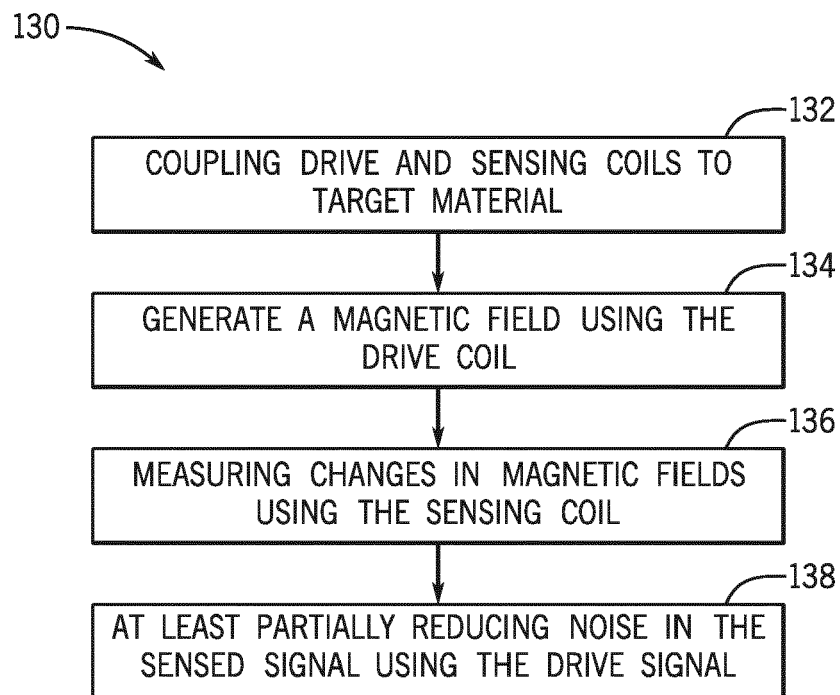 130
132
COUPLING DRIVE AND SENSING COILS TO
TARGET MATERIAL
134
GENERATE A MAGNETIC FIELD USING THE
DRIVE COIL
136
MEASURING CHANGES IN MAGNETIC FIELDS
USING THE SENSING COIL
138
AT LEAST PARTIALLY REDUCING NOISE IN THE
SENSED SIGNAL USING THE DRIVE SIGNAL